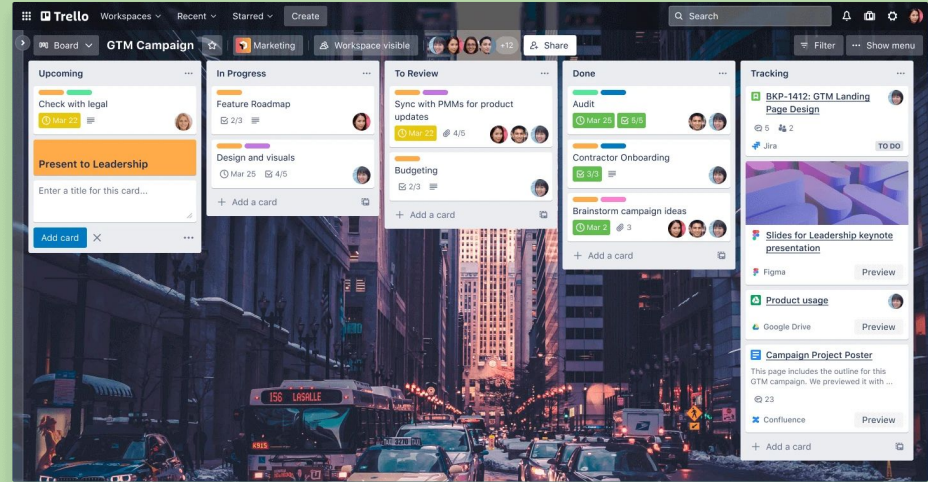 Trello Workspaces Recent Starred Create Search
Board GTM Campaign Marketing Workspace visible +12 Share Filter Show menu
Upcoming
Check with legal
Mar 22
Present to Leadership
Enter a title for this card...
Add card
In Progress
Feature Roadmap
2/3
Design and visuals
Mar 25 4/5
+ Add a card
To Review
Sync with PMMs for product
updates
Mar 22 4/5
Budgeting
2/3
+ Add a card
Done
Audit
Mar 25 5/5
Contractor Onboarding
3/3
Brainstorm campaign ideas
Mar 2 3
+ Add a card
Tracking
BKP-1412: GTM Landing
Page Design
5 2
Jira TO DO
Slides for Leadership keynote
presentation
Figma Preview
Product usage
Google Drive Preview
Campaign Project Poster
This page includes the outline for this
GTM campaign. We previewed it with ...
23
Confluence Preview
+ Add a card
156 LASALLE